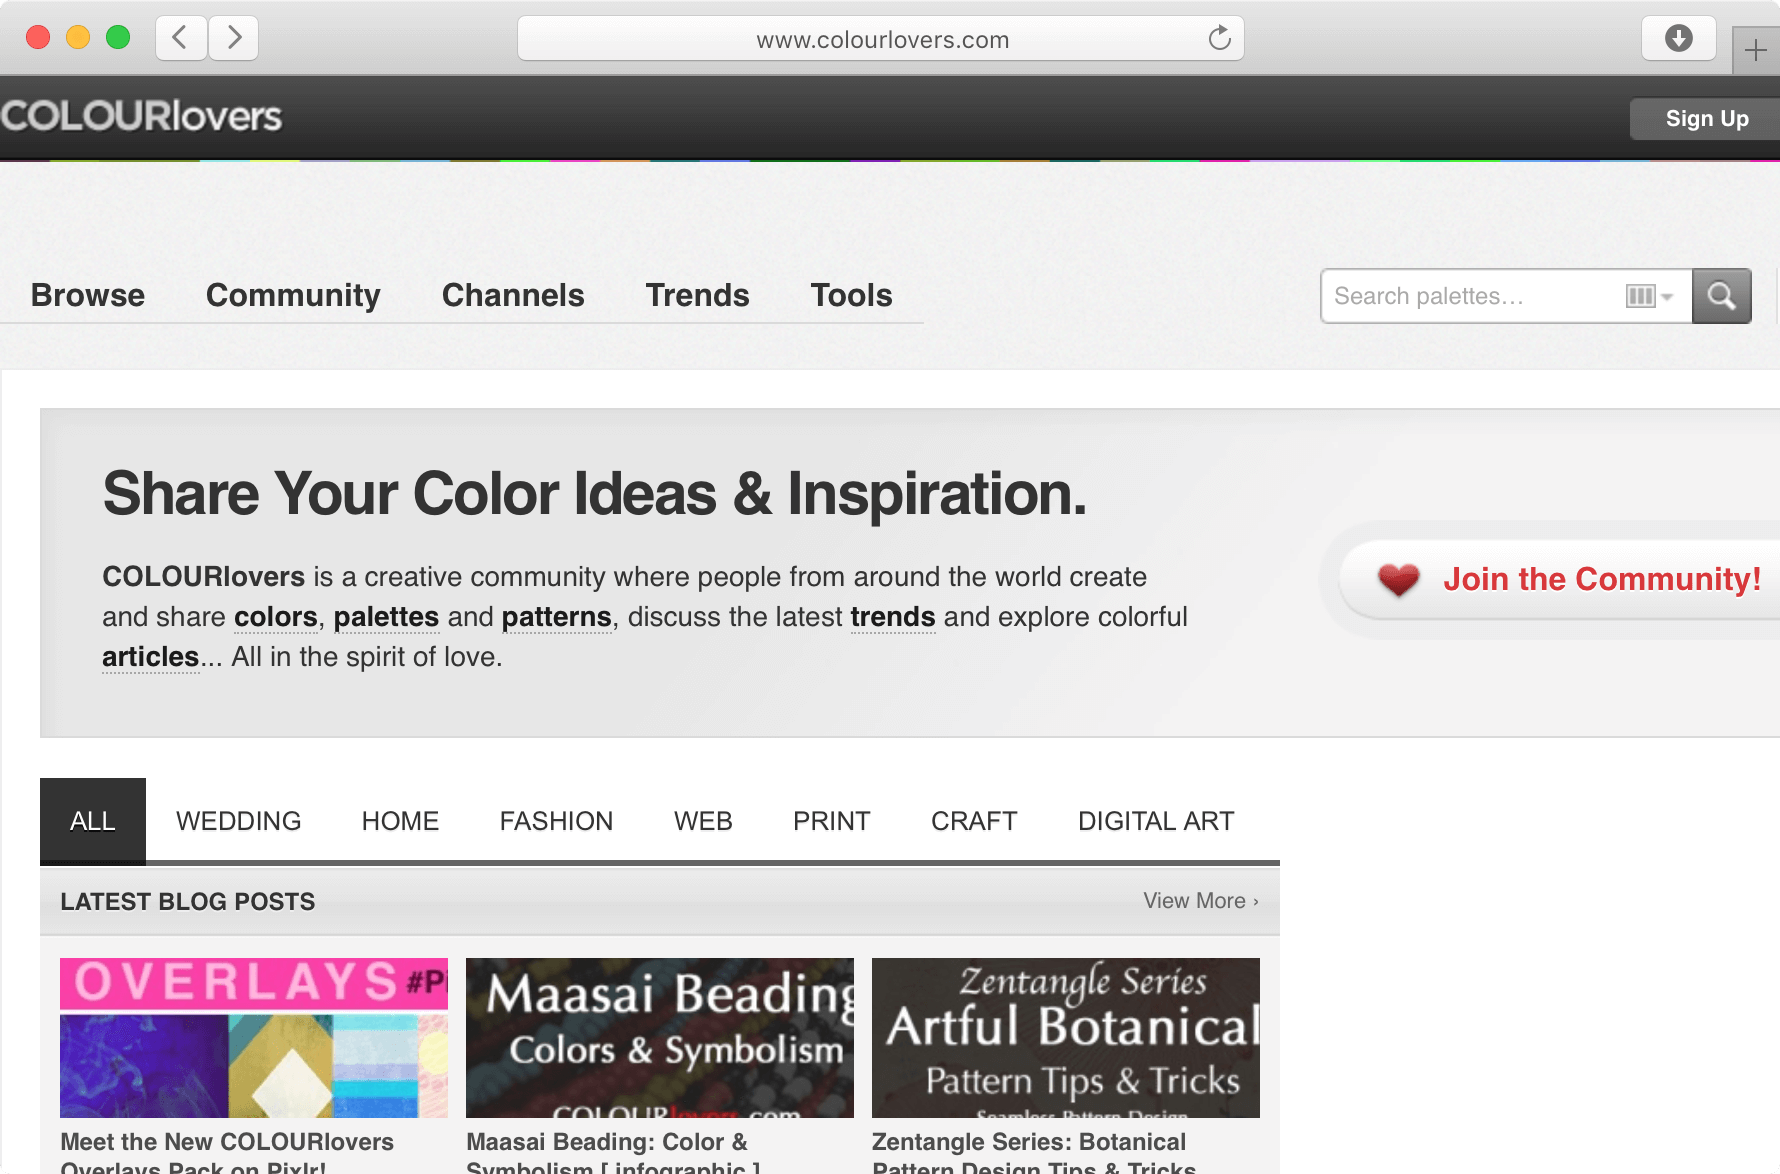 www.colourlovers.com
COLOURlovers
Sign Up
Browse Community Channels Trends Tools
Search palettes...
Share Your Color Ideas & Inspiration.
COLOURlovers is a creative community where people from around the world create
and share colors, palettes and patterns, discuss the latest trends and explore colorful
articles... All in the spirit of love.
Join the Community!
ALL WEDDING HOME FASHION WEB PRINT CRAFT DIGITAL ART
LATEST BLOG POSTS
View More ›
OVERLAYS #Pi
Maasai Beading
Colors & Symbolism
COLOURlovers.com
Zentangle Series
Artful Botanical
Pattern Tips & Tricks
Seamless Pattern Design
Meet the New COLOURlovers
Overlays Pack on Pixlr!
Maasai Beading: Color &
Symbolism [ infographic ]
Zentangle Series: Botanical
Pattern Design Tips & Tricks